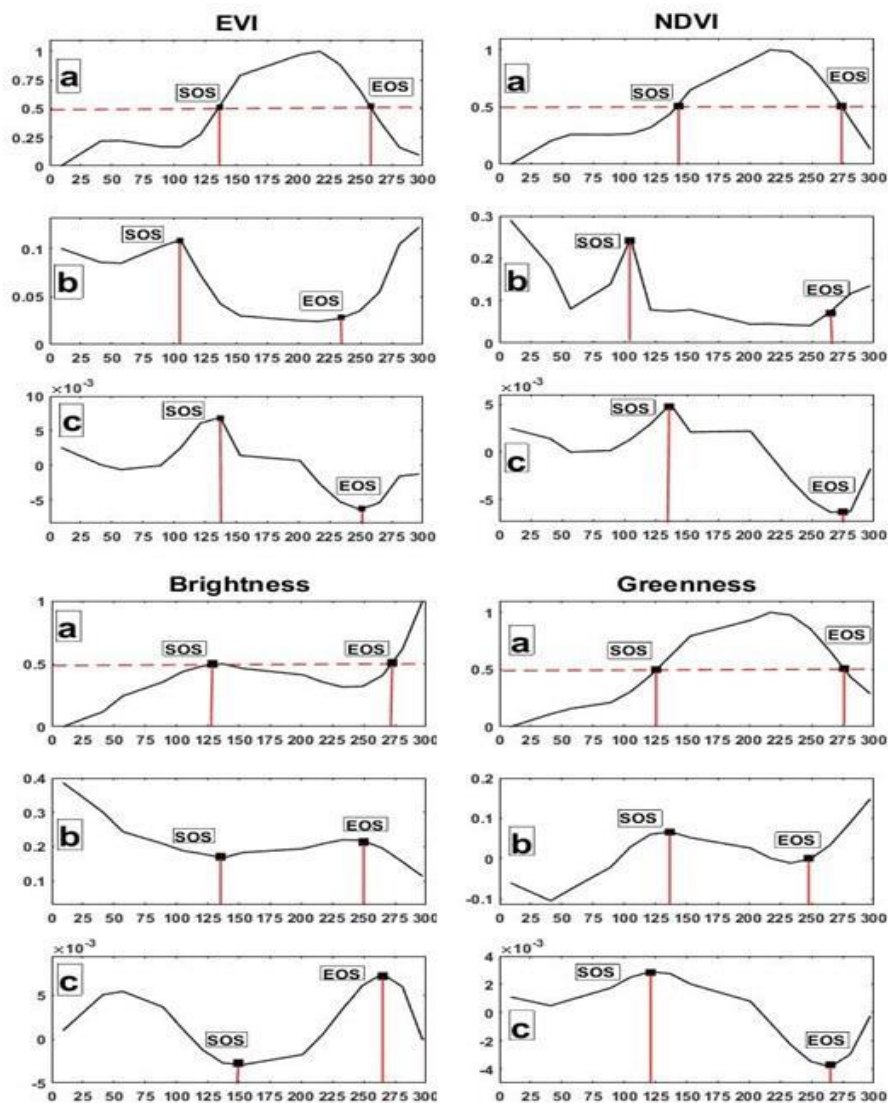 EVI
NDVI
a
SOS
EOS
1
0.75
0.5
0.25
0
0 25 50 75 100 125 150 175 200 225 250 275 300
a
SOS
EOS
1
0.5
0
0 25 50 75 100 125 150 175 200 225 250 275 300
b
SOS
EOS
0.1
0.05
0
0 25 50 75 100 125 150 175 200 225 250 275 300
b
SOS
EOS
0.3
0.2
0.1
0
0 25 50 75 100 125 150 175 200 225 250 275 300
×10⁻³
c
SOS
EOS
10
5
0
-5
0 25 50 75 100 125 150 175 200 225 250 275 300
×10⁻³
c
SOS
EOS
5
0
-5
0 25 50 75 100 125 150 175 200 225 250 275 300
Brightness
Greenness
a
SOS
EOS
1
0.5
0
0 25 50 75 100 125 150 175 200 225 250 275 300
a
SOS
EOS
1
0.5
0
0 25 50 75 100 125 150 175 200 225 250 275 300
b
SOS
EOS
0.4
0.3
0.2
0.1
0 25 50 75 100 125 150 175 200 225 250 275 300
b
SOS
EOS
0.2
0.1
0
-0.1
0 25 50 75 100 125 150 175 200 225 250 275 300
×10⁻³
c
SOS
EOS
5
0
-5
0 25 50 75 100 125 150 175 200 225 250 275 300
×10⁻³
c
SOS
EOS
4
2
0
-2
-4
0 25 50 75 100 125 150 175 200 225 250 275 300